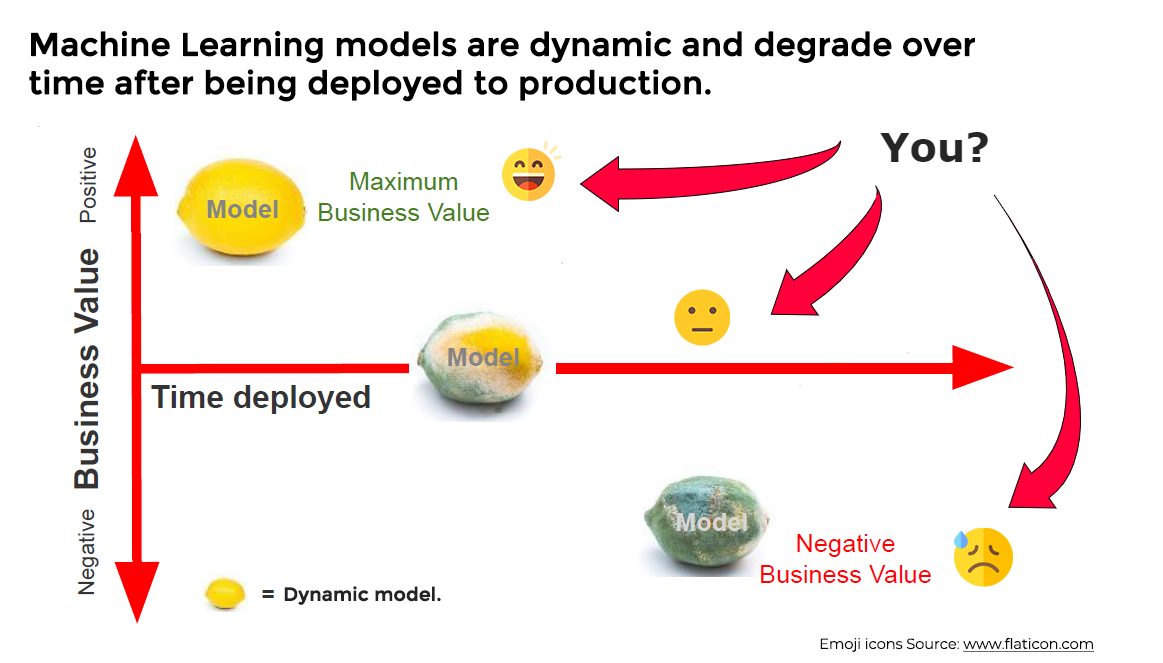 Machine Learning models are dynamic and degrade over
time after being deployed to production.
You?
Positive
Business Value
Negative
Model
Maximum
Business Value
Model
Time deployed
Model
Negative
Business Value
= Dynamic model.
Emoji icons Source: www.flaticon.com